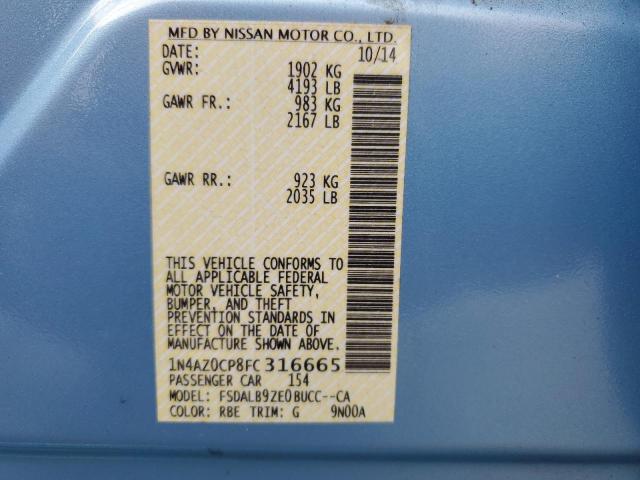 MFD BY NISSAN MOTOR CO., LTD.
DATE: 10/14
GVWR: 1902 KG
4193 LB
GAWR FR.: 983 KG
2167 LB
GAWR RR.: 923 KG
2035 LB
THIS VEHICLE CONFORMS TO
ALL APPLICABLE FEDERAL
MOTOR VEHICLE SAFETY,
BUMPER, AND THEFT
PREVENTION STANDARDS IN
EFFECT ON THE DATE OF
MANUFACTURE SHOWN ABOVE.
1N4AZ0CP8FC316665
PASSENGER CAR 154
MODEL: FSDALB9ZE0BUCC--CA
COLOR: RBE TRIM: G 9N00A